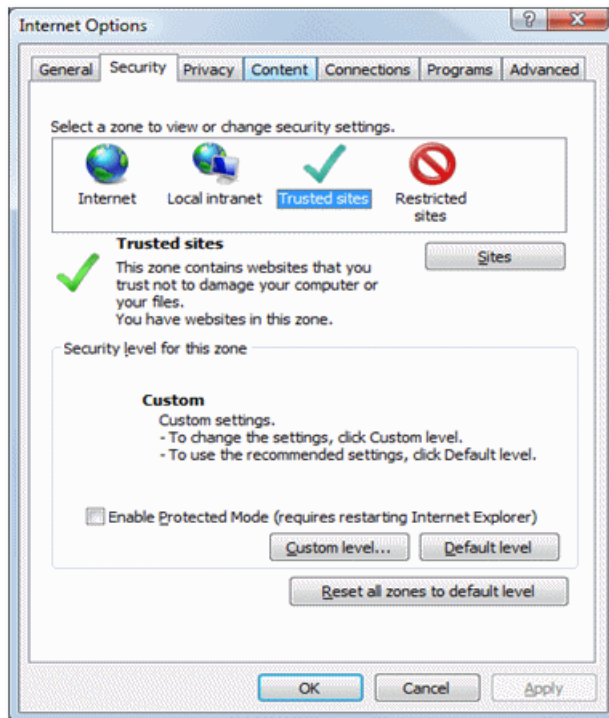 Internet Options
General Security Privacy Content Connections Programs Advanced
Select a zone to view or change security settings.
Internet Local intranet Trusted sites Restricted
sites
Trusted sites
Sites
This zone contains websites that you
trust not to damage your computer or
your files.
You have websites in this zone.
Security level for this zone
Custom
Custom settings.
- To change the settings, click Custom level.
- To use the recommended settings, click Default level.
Enable Protected Mode (requires restarting Internet Explorer)
Custom level... Default level
Reset all zones to default level
OK Cancel Apply